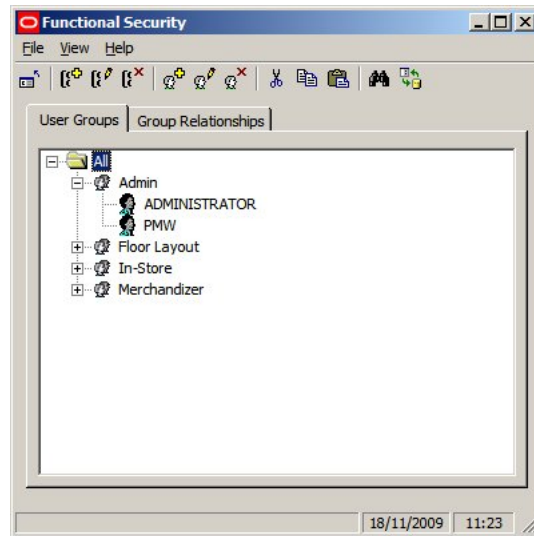 Functional Security
File View Help
User Groups Group Relationships
All
Admin
ADMINISTRATOR
PMW
Floor Layout
In-Store
Merchandizer
18/11/2009 11:23